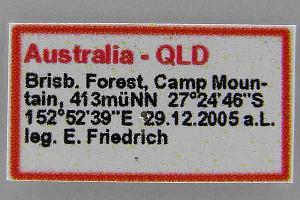 Australia - QLD
Brisb. Forest, Camp Moun-
tain, 413müNN 27°24'46"S
152°52'39"E 29.12.2005 a.L.
leg. E. Friedrich